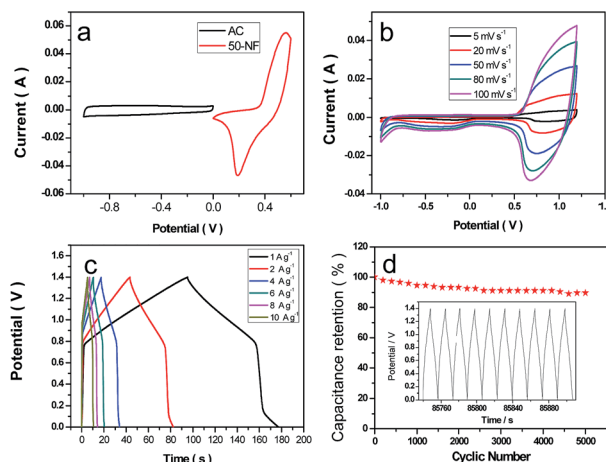 a
AC
50-NF
Current ( A )
0.06
0.04
0.02
0.00
-0.02
-0.04
-0.06
-0.8
-0.4
0.0
0.4
Potential ( V )
b
5 mV s⁻¹
20 mV s⁻¹
50 mV s⁻¹
80 mV s⁻¹
100 mV s⁻¹
Current ( A )
0.04
0.02
0.00
-0.02
-0.04
-1.0
-0.5
0.0
0.5
1.0
Potential ( V )
c
1 A g⁻¹
2 A g⁻¹
4 A g⁻¹
6 A g⁻¹
8 A g⁻¹
10 A g⁻¹
Potential ( V )
1.8
1.6
1.4
1.2
1.0
0.8
0.6
0.4
0.2
0.0
0 20 40 60 80 100 120 140 160 180 200
Time ( s )
d
Capacitance retention ( % )
120
100
80
60
40
20
0
Potential / V
1.6
1.2
0.8
0.4
0.0
85760 85800 85840 85880
Time / s
0 1000 2000 3000 4000 5000
Cyclic Number